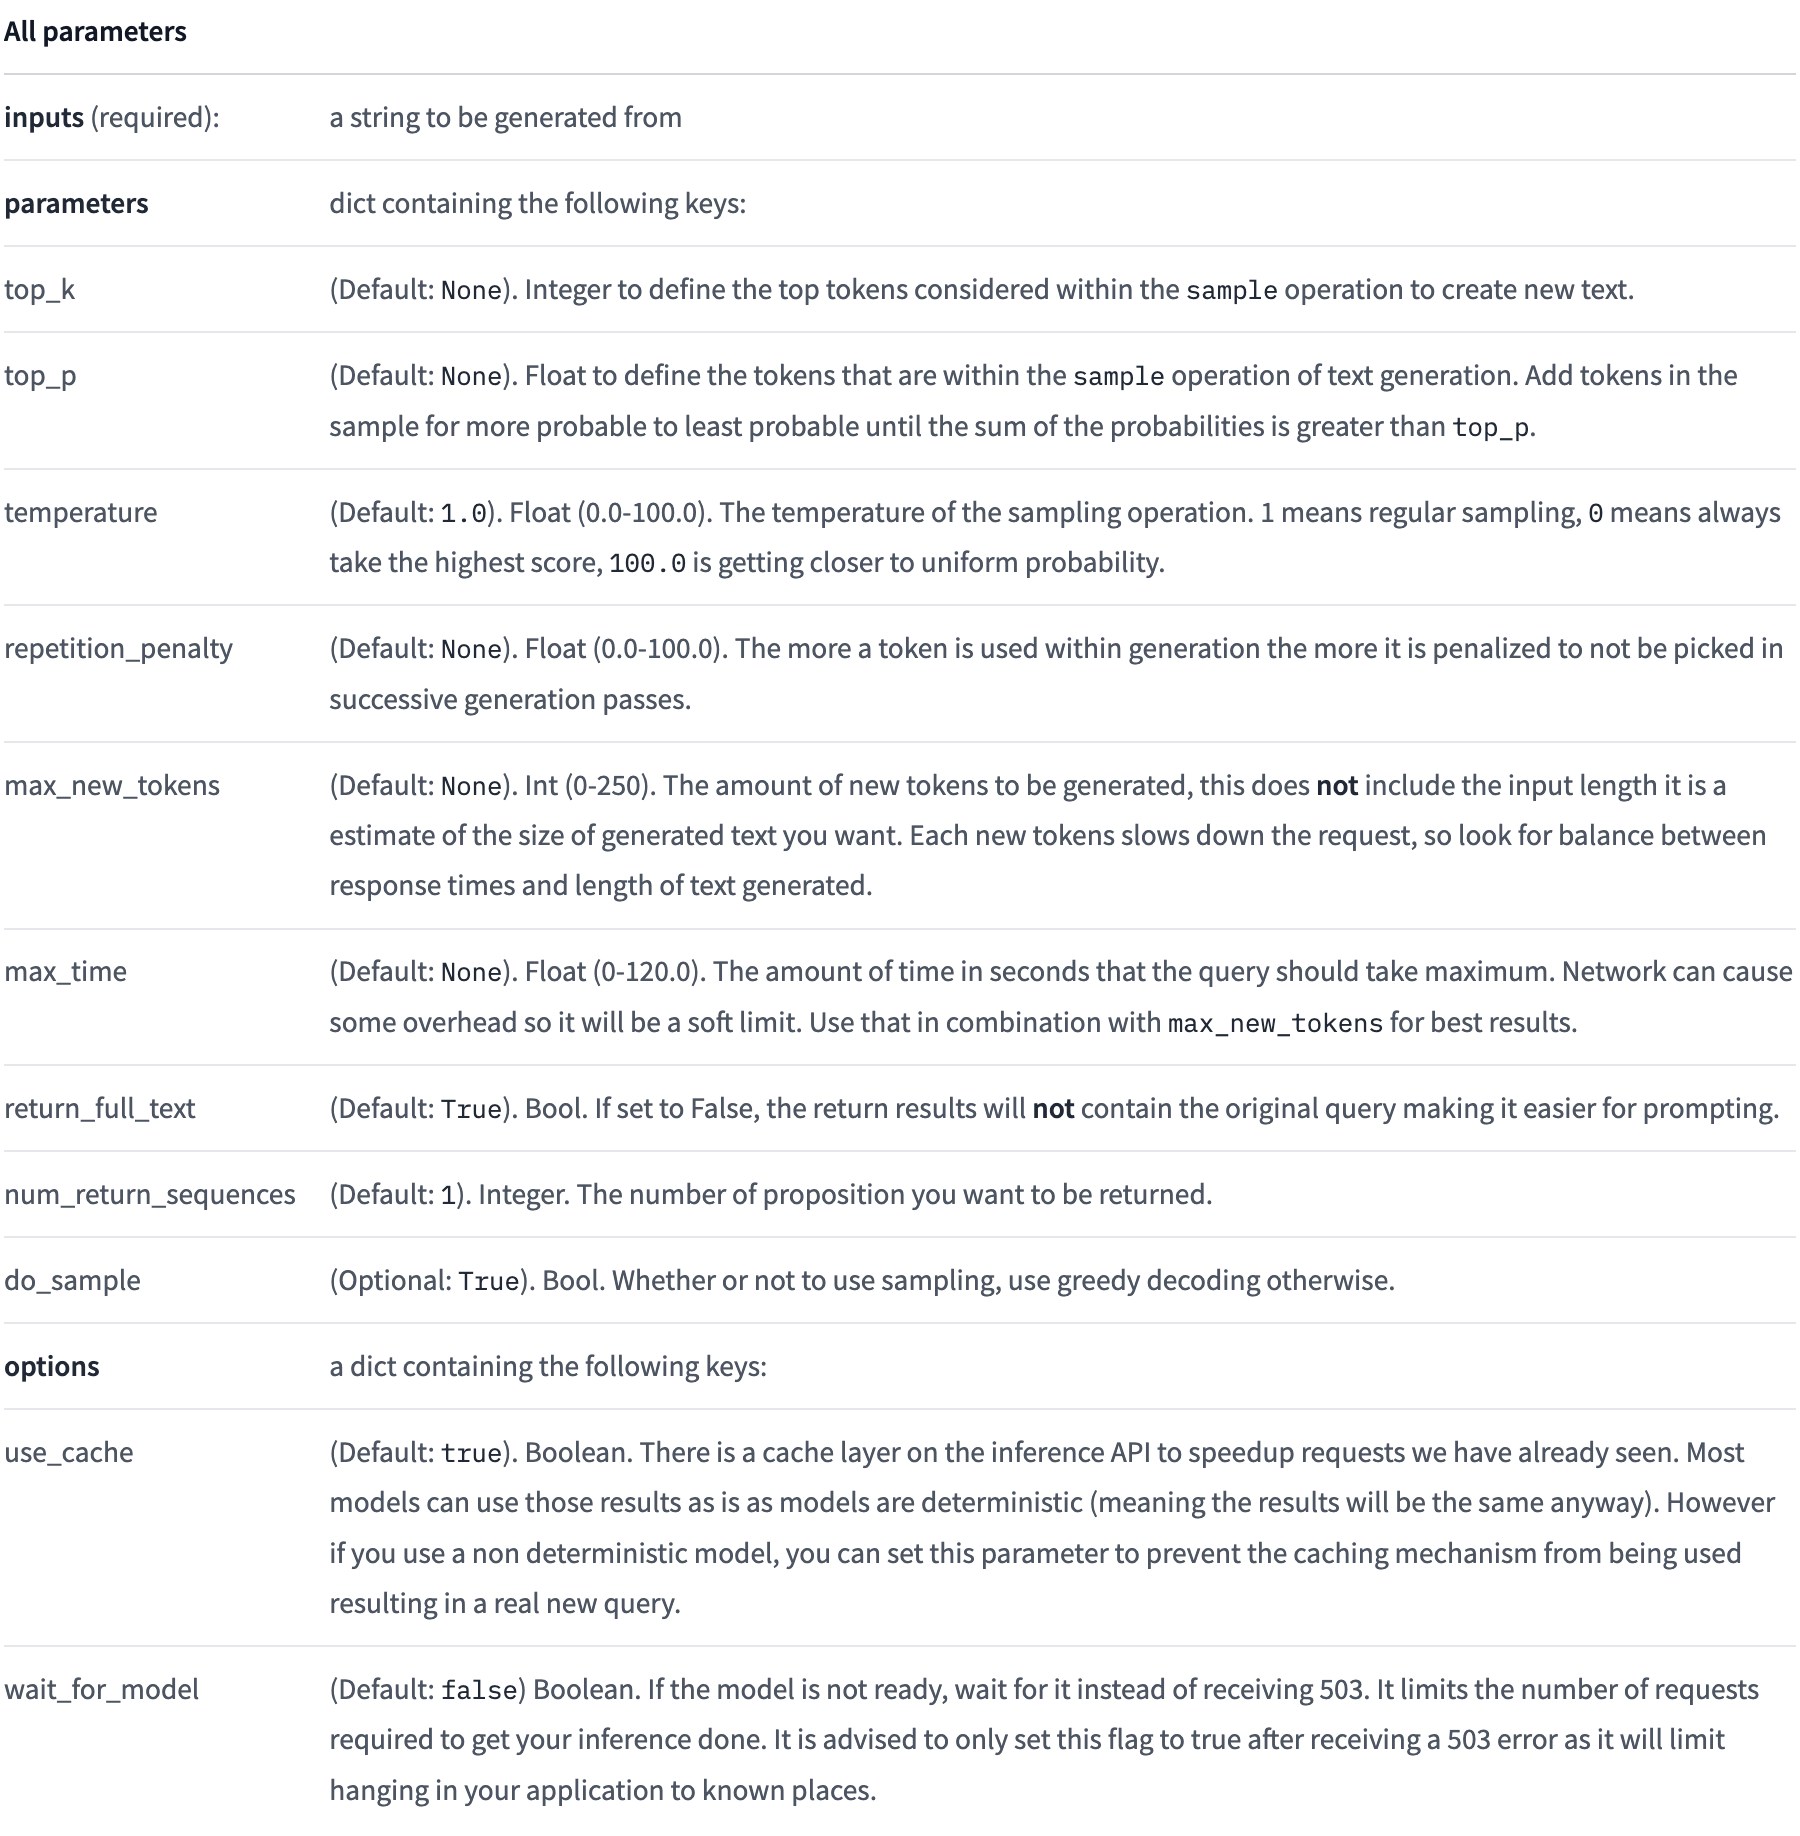 All parameters
inputs (required): a string to be generated from
parameters dict containing the following keys:
top_k (Default: None). Integer to define the top tokens considered within the sample operation to create new text.
top_p (Default: None). Float to define the tokens that are within the sample operation of text generation. Add tokens in the
sample for more probable to least probable until the sum of the probabilities is greater than top_p.
temperature (Default: 1.0). Float (0.0-100.0). The temperature of the sampling operation. 1 means regular sampling, 0 means always
take the highest score, 100.0 is getting closer to uniform probability.
repetition_penalty (Default: None). Float (0.0-100.0). The more a token is used within generation the more it is penalized to not be picked in
successive generation passes.
max_new_tokens (Default: None). Int (0-250). The amount of new tokens to be generated, this does not include the input length it is a
estimate of the size of generated text you want. Each new tokens slows down the request, so look for balance between
response times and length of text generated.
max_time (Default: None). Float (0-120.0). The amount of time in seconds that the query should take maximum. Network can cause
some overhead so it will be a soft limit. Use that in combination with max_new_tokens for best results.
return_full_text (Default: True). Bool. If set to False, the return results will not contain the original query making it easier for prompting.
num_return_sequences (Default: 1). Integer. The number of proposition you want to be returned.
do_sample (Optional: True). Bool. Whether or not to use sampling, use greedy decoding otherwise.
options a dict containing the following keys:
use_cache (Default: true). Boolean. There is a cache layer on the inference API to speedup requests we have already seen. Most
models can use those results as is as models are deterministic (meaning the results will be the same anyway). However
if you use a non deterministic model, you can set this parameter to prevent the caching mechanism from being used
resulting in a real new query.
wait_for_model (Default: false) Boolean. If the model is not ready, wait for it instead of receiving 503. It limits the number of requests
required to get your inference done. It is advised to only set this flag to true after receiving a 503 error as it will limit
hanging in your application to known places.